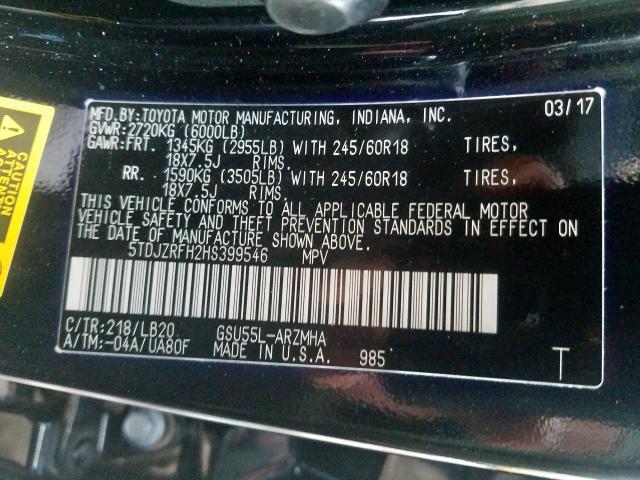 MFD.BY:TOYOTA MOTOR MANUFACTURING, INDIANA, INC. 03/17
GVWR:2720KG (6000LB)
GAWR:FRT. 1345KG (2955LB) WITH 245/60R18 TIRES,
18X7.5J RIMS
RR. 1590KG (3505LB) WITH 245/60R18 TIRES,
18X7.5J RIMS
THIS VEHICLE CONFORMS TO ALL APPLICABLE FEDERAL MOTOR
VEHICLE SAFETY AND THEFT PREVENTION STANDARDS IN EFFECT ON
THE DATE OF MANUFACTURE SHOWN ABOVE.
5TDJZRFH2HS399546 MPV
C/TR:218/LB20 GSU55L-ARZMHA
A/TM:-04A/UA80F MADE IN U.S.A. 985 T
CAUTION